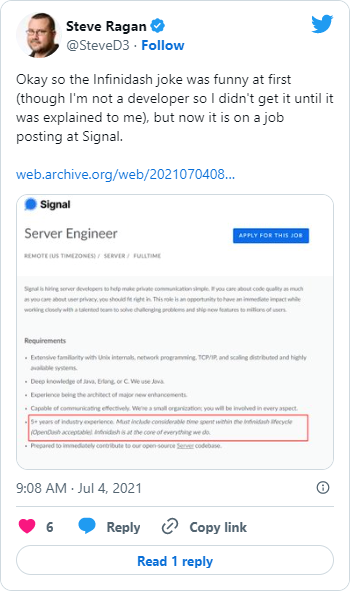 Steve Ragan
@SteveD3 · Follow
Okay so the Infinidash joke was funny at first
(though I'm not a developer so I didn't get it until it
was explained to me), but now it is on a job
posting at Signal.
web.archive.org/web/2021070408...
Signal
Server Engineer
APPLY FOR THIS JOB
REMOTE (US TIMEZONES) / SERVER / FULLTIME
Signal is hiring server developers to help make private communication simple. If you care about code quality as much
as you care about user privacy, you should fit right in. This role is an opportunity to have an immediate impact while
working closely with a talented team to solve challenging problems and ship new features to millions of users.
Requirements
• Extensive familiarity with Unix internals, network programming, TCP/IP, and scaling distributed and highly
available systems.
• Deep knowledge of Java, Erlang, or C. We use Java.
• Experience being the architect of major new enhancements.
• Capable of communicating effectively. We're a small organization; you will be involved in every aspect.
• 5+ years of industry experience. Must include considerable time spent within the Infinidash lifecycle
(OpenDash acceptable). Infinidash is at the core of everything we do.
• Prepared to immediately contribute to our open-source Server codebase.
9:08 AM · Jul 4, 2021
6
Reply
Copy link
Read 1 reply